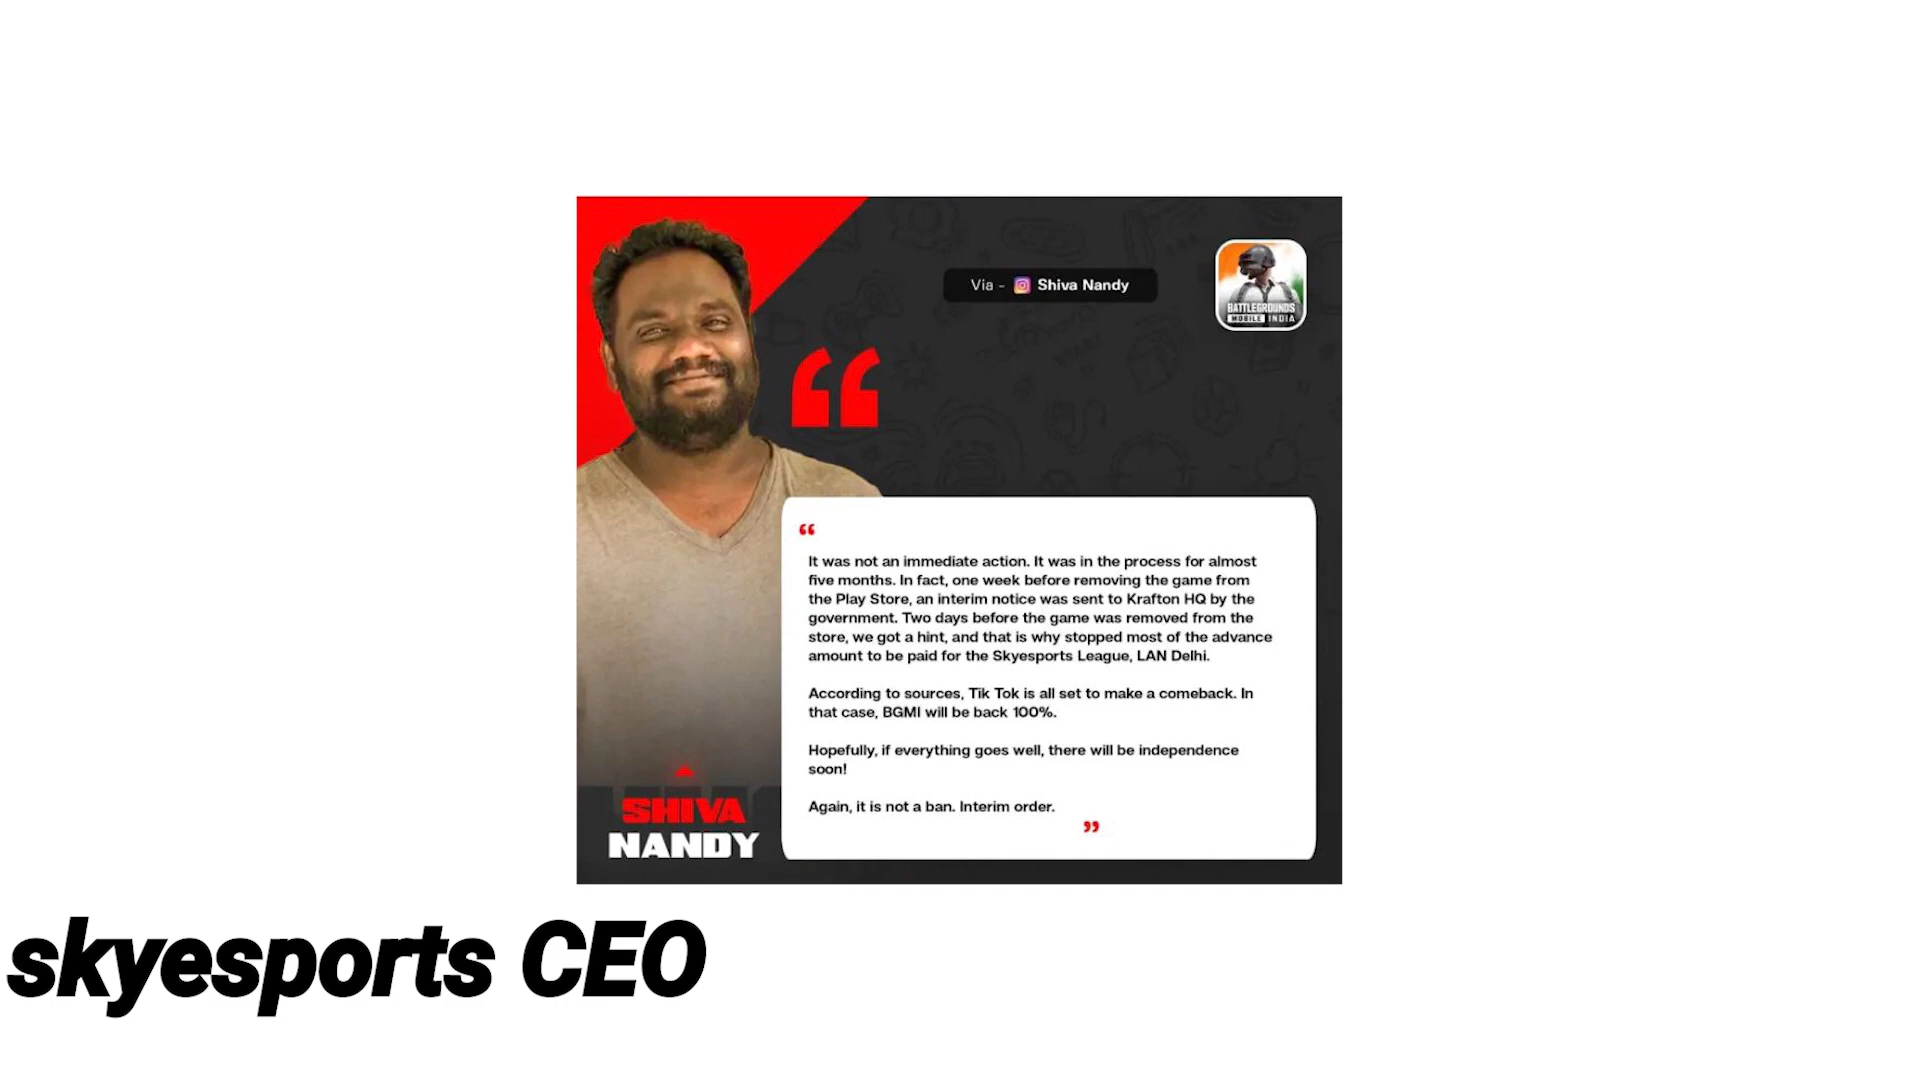 Via - Shiva Nandy
BATTLEGROUNDS
MOBILE INDIA
“
“
It was not an immediate action. It was in the process for almost
five months. In fact, one week before removing the game from
the Play Store, an interim notice was sent to Krafton HQ by the
government. Two days before the game was removed from the
store, we got a hint, and that is why stopped most of the advance
amount to be paid for the Skyesports League, LAN Delhi.
According to sources, Tik Tok is all set to make a comeback. In
that case, BGMI will be back 100%.
Hopefully, if everything goes well, there will be independence
soon!
Again, it is not a ban. Interim order.
”
SHIVA
NANDY
skyesports CEO